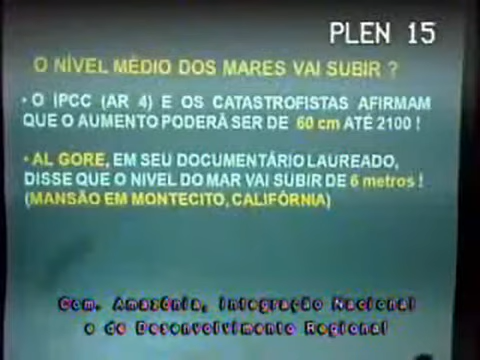 PLEN 15
O NÍVEL MÉDIO DOS MARES VAI SUBIR ?
• O IPCC (AR 4) E OS CATASTROFISTAS AFIRMAM
QUE O AUMENTO PODERÁ SER DE 60 cm ATÉ 2100 !
• AL GORE, EM SEU DOCUMENTÁRIO LAUREADO,
DISSE QUE O NIVEL DO MAR VAI SUBIR DE 6 metros !
(MANSÃO EM MONTECITO, CALIFÓRNIA)
Com. Amazônia, Integração Nacional
e de Desenvolvimento Regional